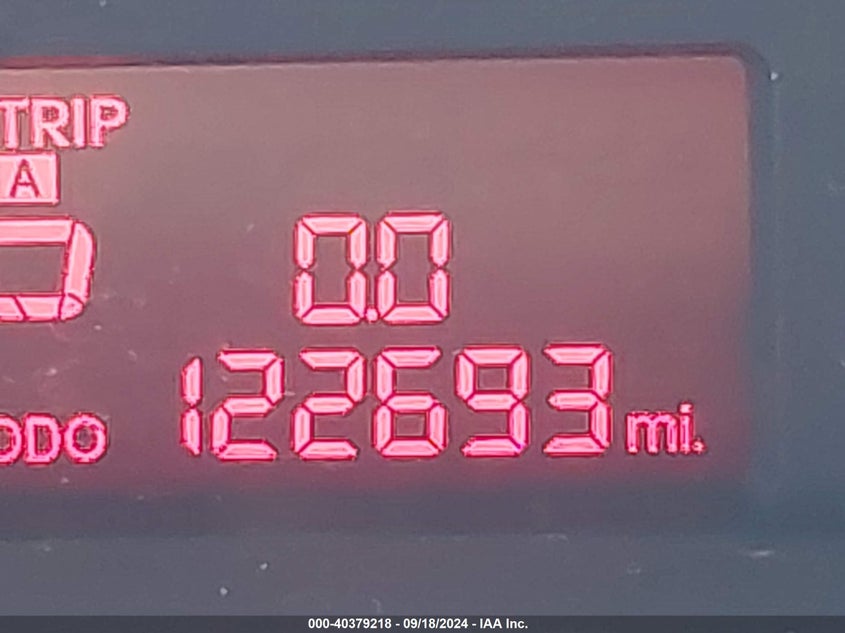 TRIP
A
0.0
ODO 122693 mi.
000-40379218 - 09/18/2024 - IAA Inc.